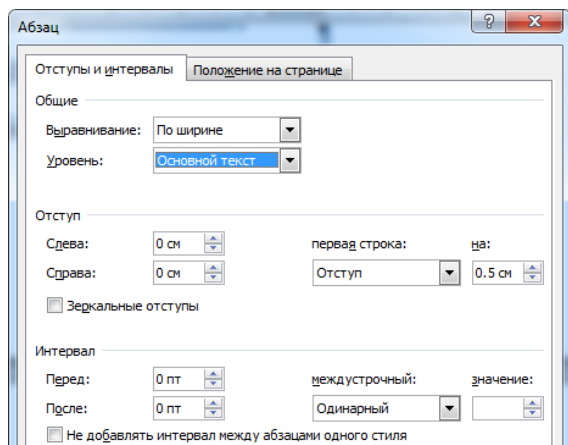 Абзац
Отступы и интервалы Положение на странице
Общие
Выравнивание: По ширине
Уровень: Основной текст
Отступ
Слева: 0 см первая строка: на:
Справа: 0 см Отступ 0.5 см
Зеркальные отступы
Интервал
Перед: 0 пт междустрочный: значение:
После: 0 пт Одинарный
Не добавлять интервал между абзацами одного стиля